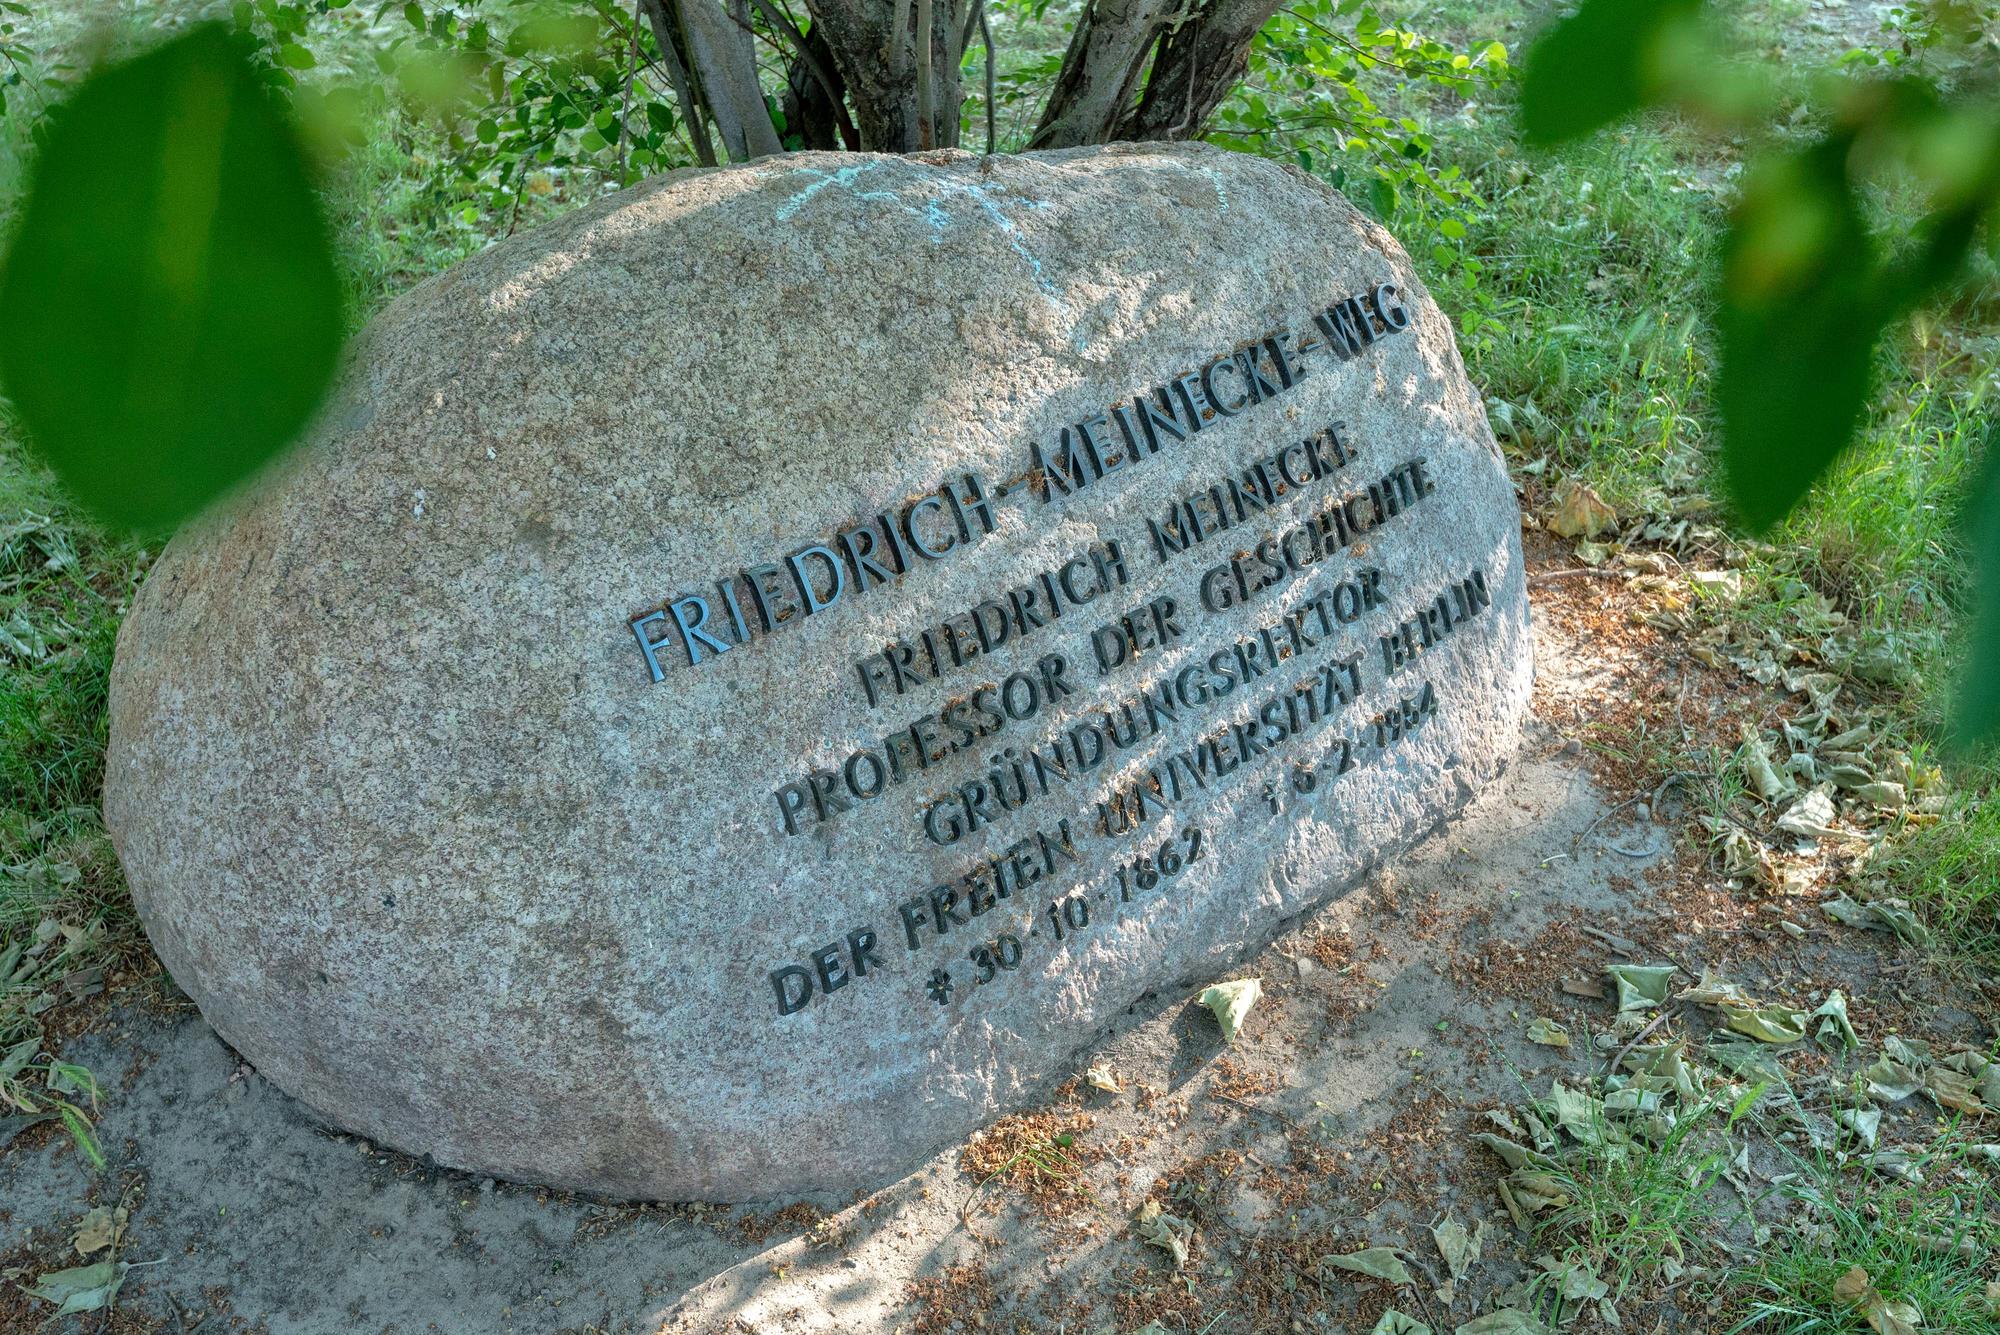 FRIEDRICH-MEINECKE-WEG
FRIEDRICH MEINECKE
PROFESSOR DER GESCHICHTE
GRÜNDUNGSREKTOR
DER FREIEN UNIVERSITÄT BERLIN
* 30·10·1862 † 6·2·1954